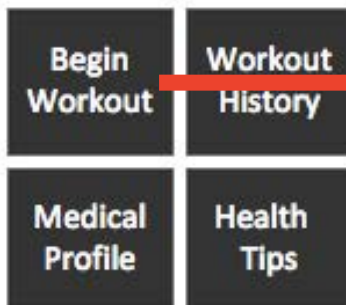 Begin
Workout
Workout
History
Medical
Profile
Health
Tips